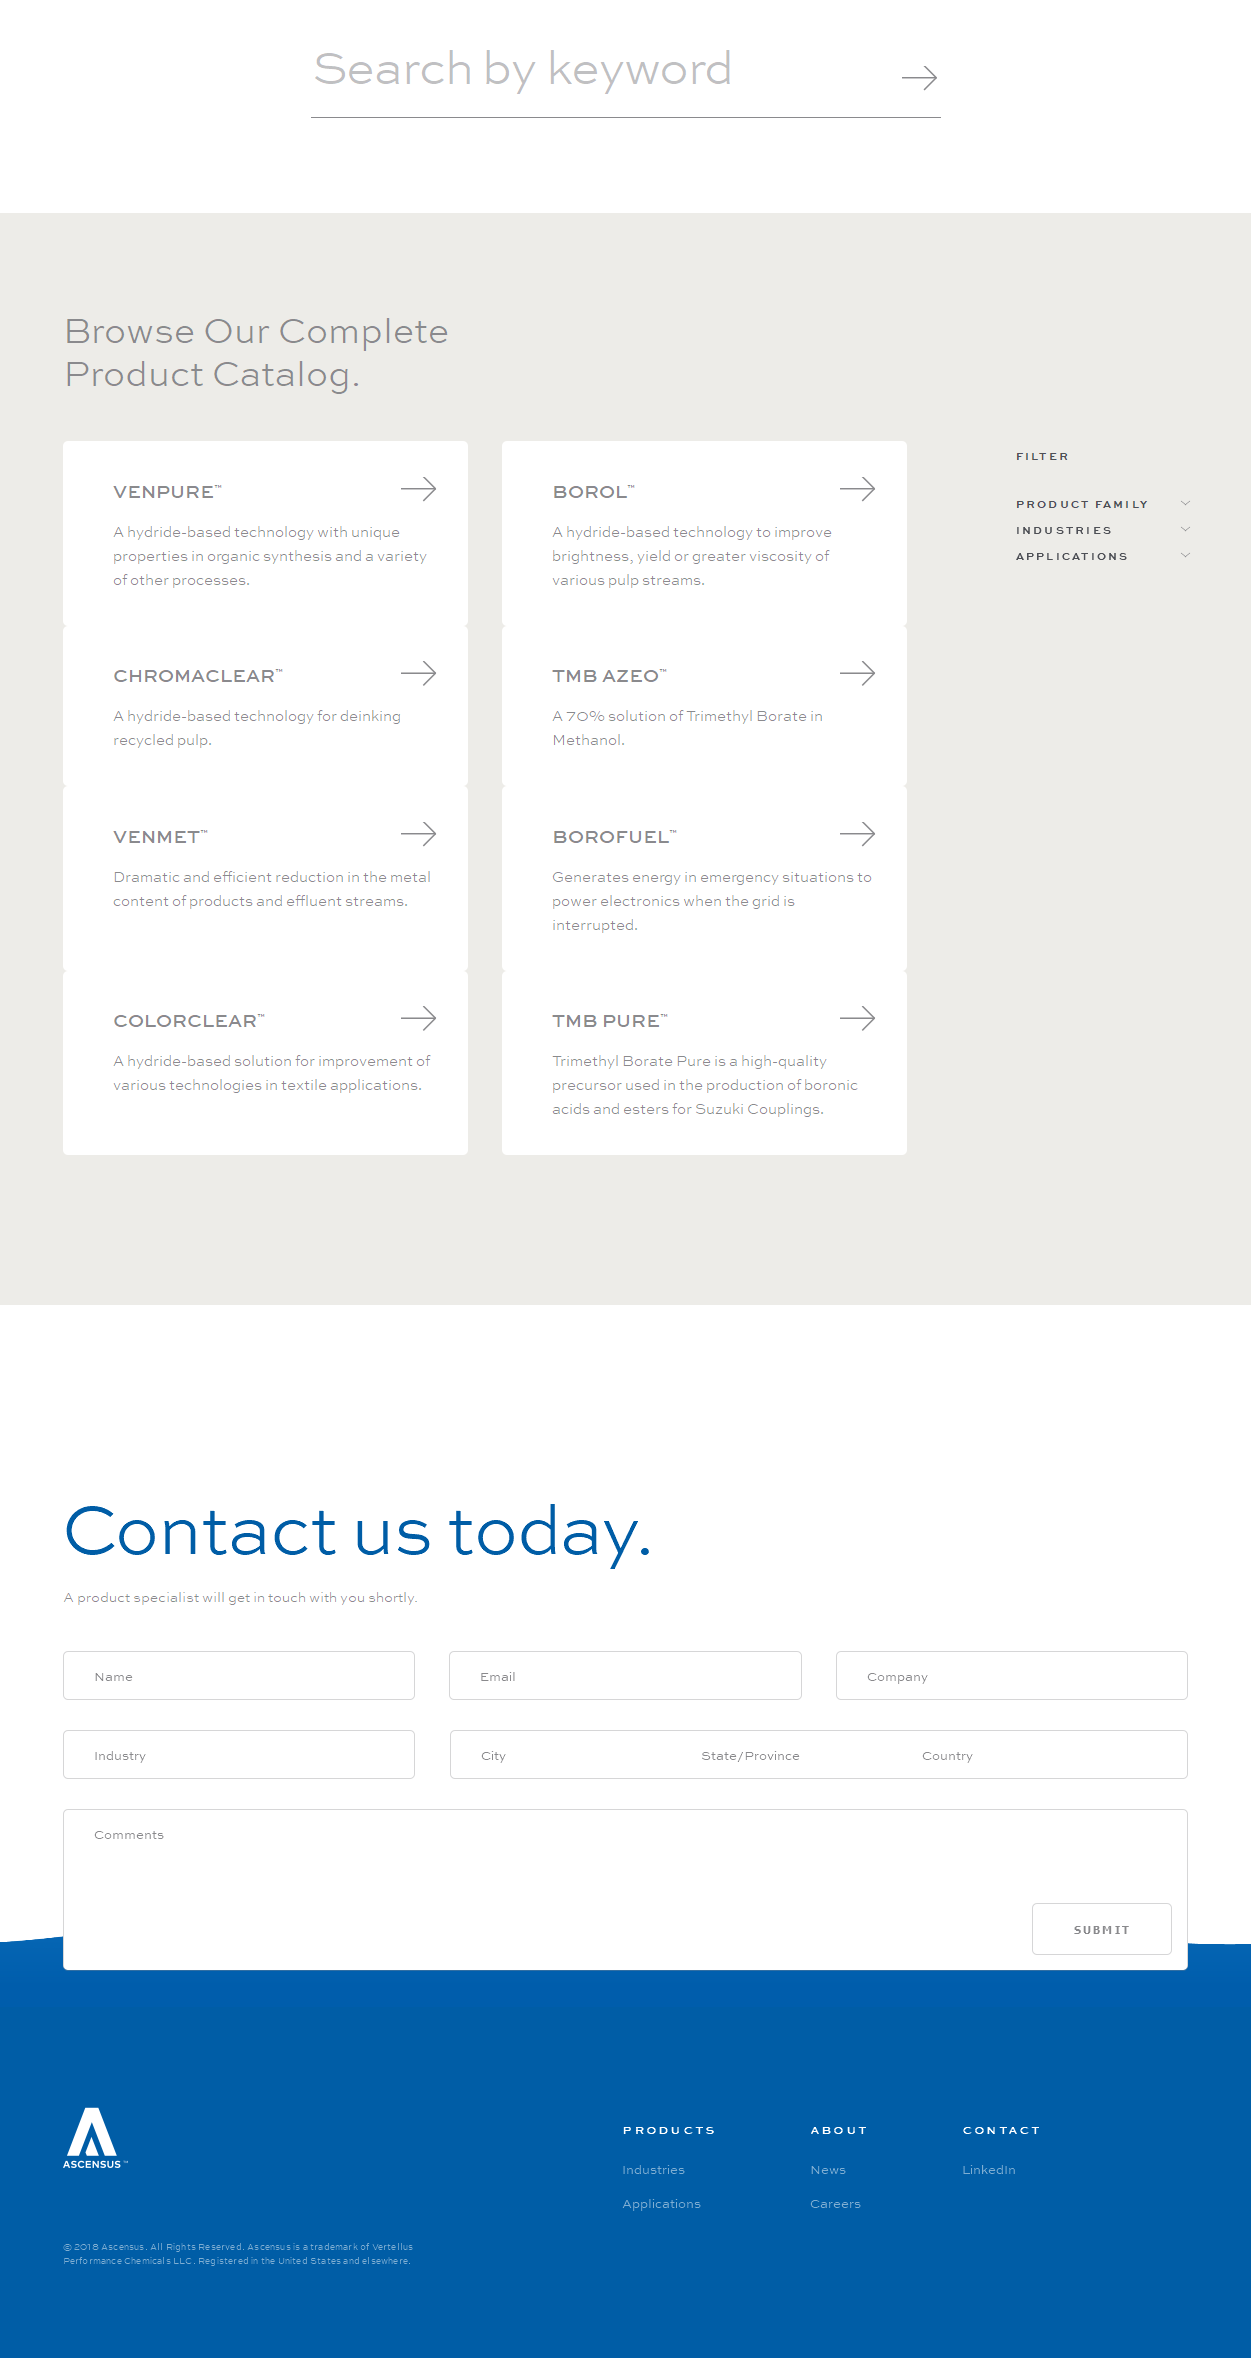 Search by keyword
Browse Our Complete
Product Catalog.
VENPURE™
A hydride-based technology with unique
properties in organic synthesis and a variety
of other processes.
BOROL™
A hydride-based technology to improve
brightness, yield or greater viscosity of
various pulp streams.
FILTER
PRODUCT FAMILY
INDUSTRIES
APPLICATIONS
CHROMACLEAR™
A hydride-based technology for deinking
recycled pulp.
TMB AZEO™
A 70% solution of Trimethyl Borate in
Methanol.
VENMET™
Dramatic and efficient reduction in the metal
content of products and effluent streams.
BOROFUEL™
Generates energy in emergency situations to
power electronics when the grid is
interrupted.
COLORCLEAR™
A hydride-based solution for improvement of
various technologies in textile applications.
TMB PURE™
Trimethyl Borate Pure is a high-quality
precursor used in the production of boronic
acids and esters for Suzuki Couplings.
Contact us today.
A product specialist will get in touch with you shortly.
Name
Email
Company
Industry
City
State/Province
Country
Comments
SUBMIT
ASCENSUS™
PRODUCTS
Industries
Applications
ABOUT
News
Careers
CONTACT
LinkedIn
© 2018 Ascensus. All Rights Reserved. Ascensus is a trademark of Vertellus
Performance Chemicals LLC. Registered in the United States and elsewhere.